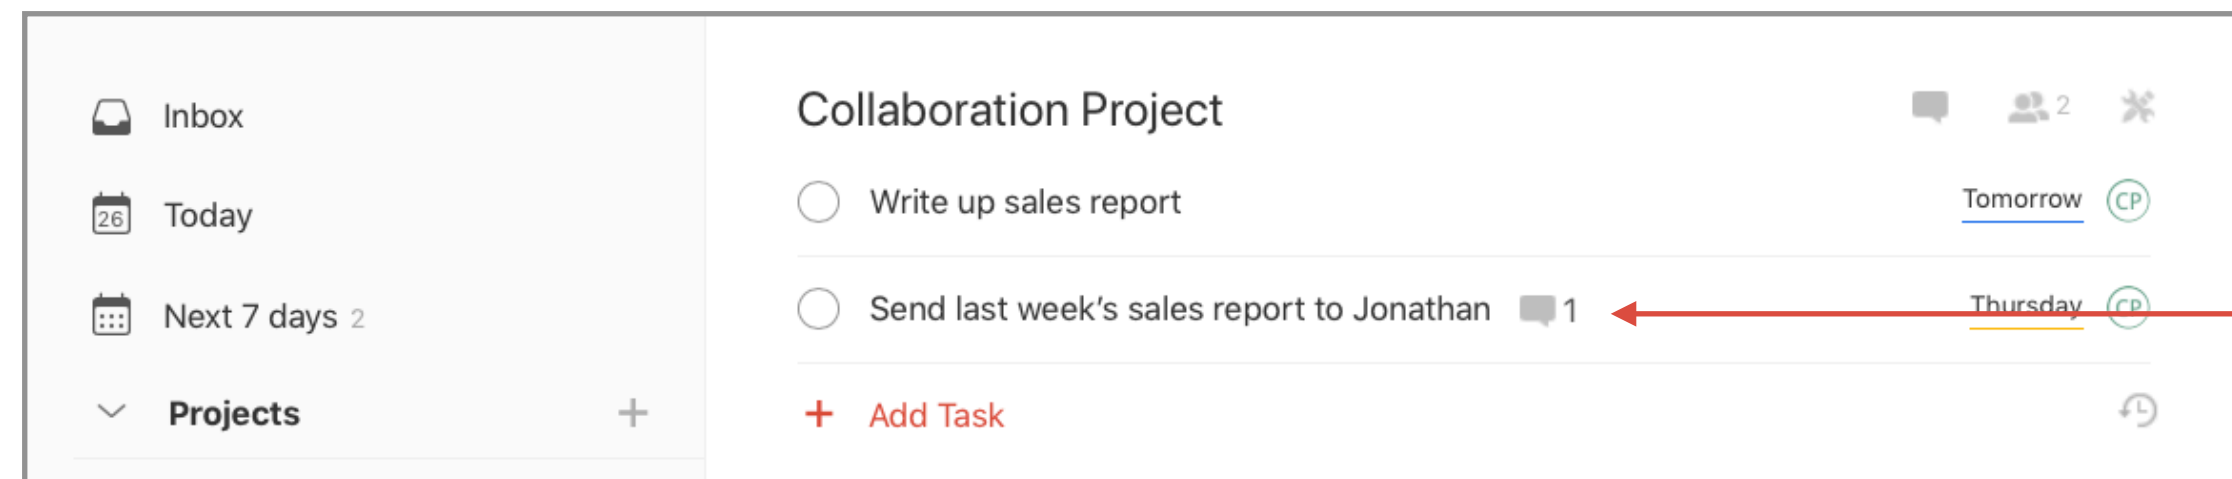 Inbox
26
Today
Next 7 days 2
Projects
Collaboration Project
2
Write up sales report
Tomorrow
CP
Send last week's sales report to Jonathan
1
Thursday
CP
Add Task